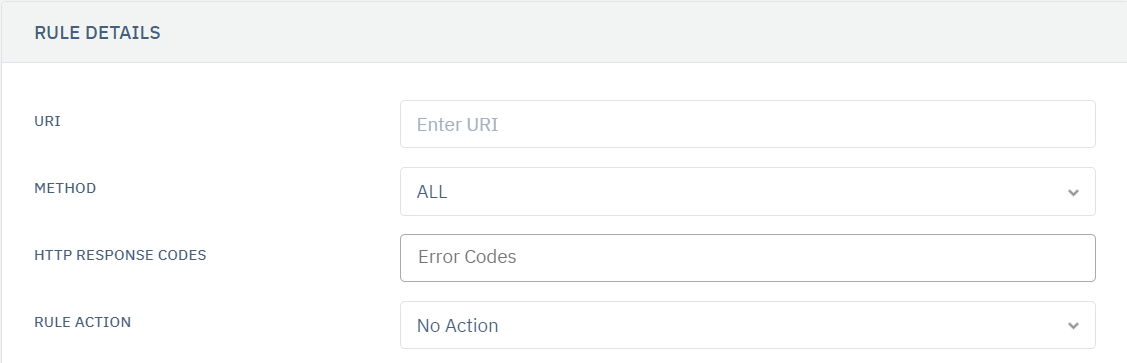 RULE DETAILS
URI
Enter URI
METHOD
ALL
HTTP RESPONSE CODES
Error Codes
RULE ACTION
No Action